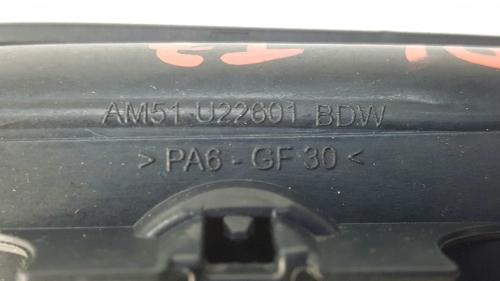 AM51 U22601 BDW
> PA6 - GF 30 <